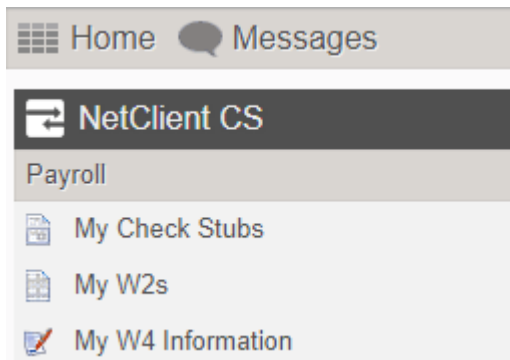 Home Messages
NetClient CS
Payroll
My Check Stubs
My W2s
My W4 Information